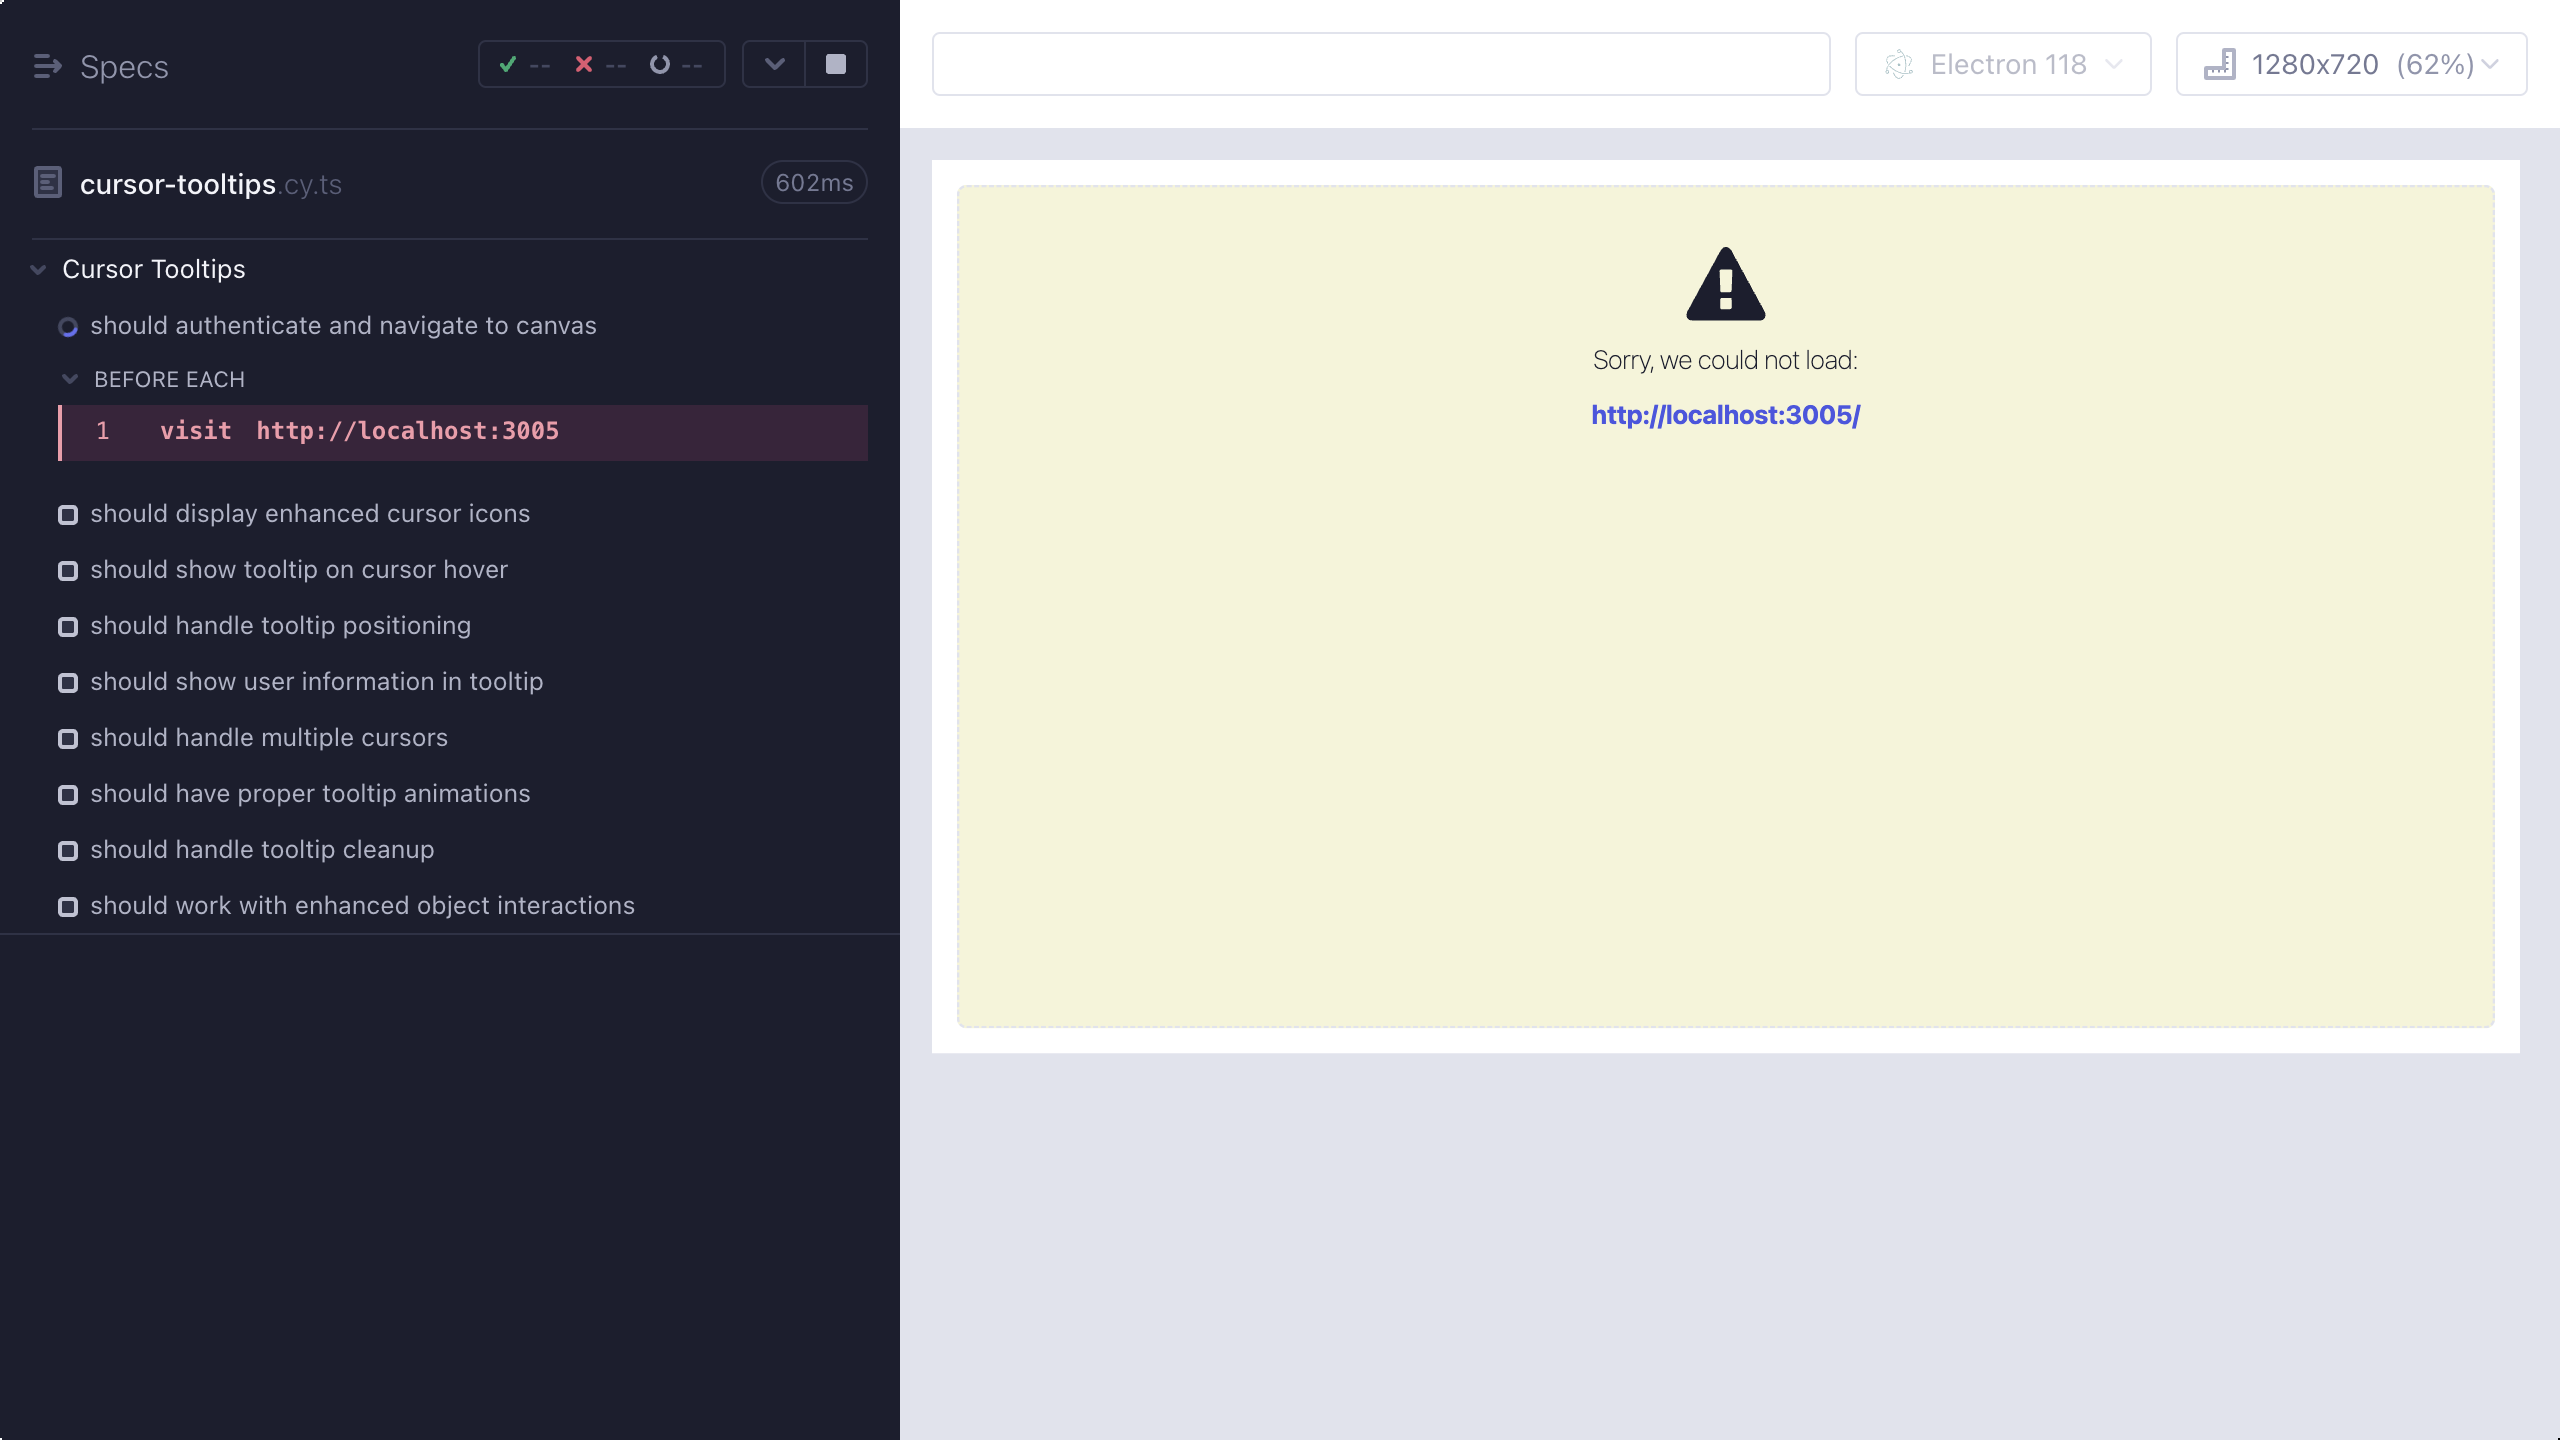 Specs
-- -- --
cursor-tooltips.cy.ts
602ms
Cursor Tooltips
should authenticate and navigate to canvas
BEFORE EACH
1 visit http://localhost:3005
should display enhanced cursor icons
should show tooltip on cursor hover
should handle tooltip positioning
should show user information in tooltip
should handle multiple cursors
should have proper tooltip animations
should handle tooltip cleanup
should work with enhanced object interactions
Electron 118
1280x720 (62%)
Sorry, we could not load:
http://localhost:3005/